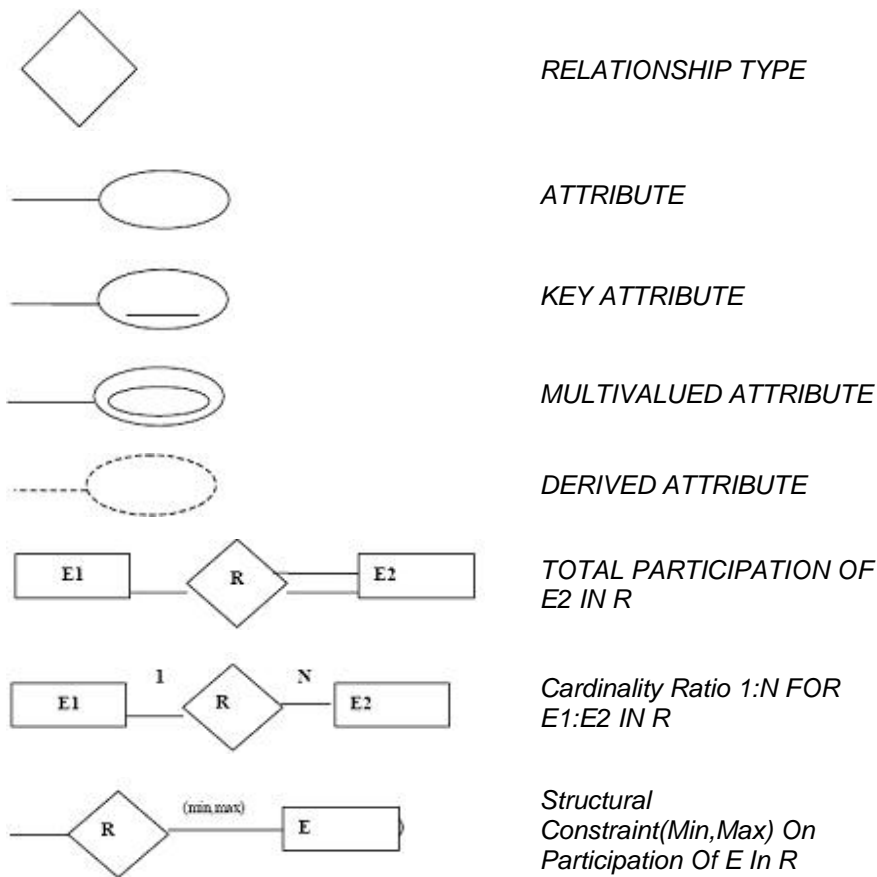 RELATIONSHIP TYPE
ATTRIBUTE
KEY ATTRIBUTE
MULTIVALUED ATTRIBUTE
DERIVED ATTRIBUTE
E1 R E2
TOTAL PARTICIPATION OF
E2 IN R
1 N
E1 R E2
Cardinality Ratio 1:N FOR
E1:E2 IN R
(min,max)
R E
Structural
Constraint(Min,Max) On
Participation Of E In R